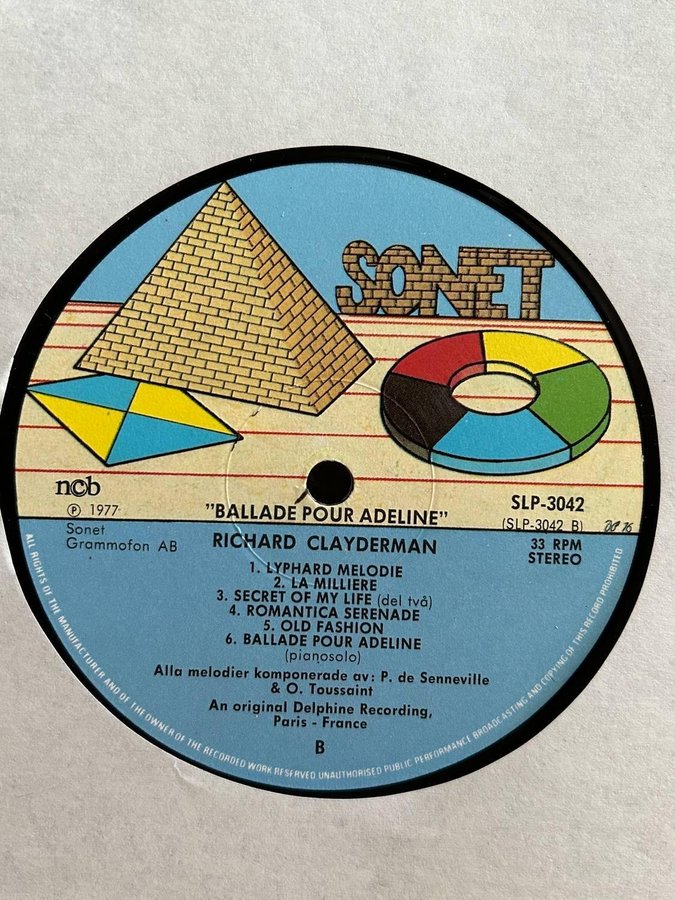 SONET
ncb
℗ 1977
Sonet
Grammofon AB
"BALLADE POUR ADELINE"
SLP-3042
(SLP-3042 B)
RICHARD CLAYDERMAN
33 RPM
STEREO
1. LYPHARD MELODIE
2. LA MILLIERE
3. SECRET OF MY LIFE (del två)
4. ROMANTICA SERENADE
5. OLD FASHION
6. BALLADE POUR ADELINE
(pianosolo)
Alla melodier komponerade av: P. de Senneville
& O. Toussaint
An original Delphine Recording,
Paris - France
B
ALL RIGHTS OF THE MANUFACTURER AND OF THE OWNER OF THE RECORDED WORK RESERVED UNAUTHORISED PUBLIC PERFORMANCE BROADCASTING AND COPYING OF THIS RECORD PROHIBITED